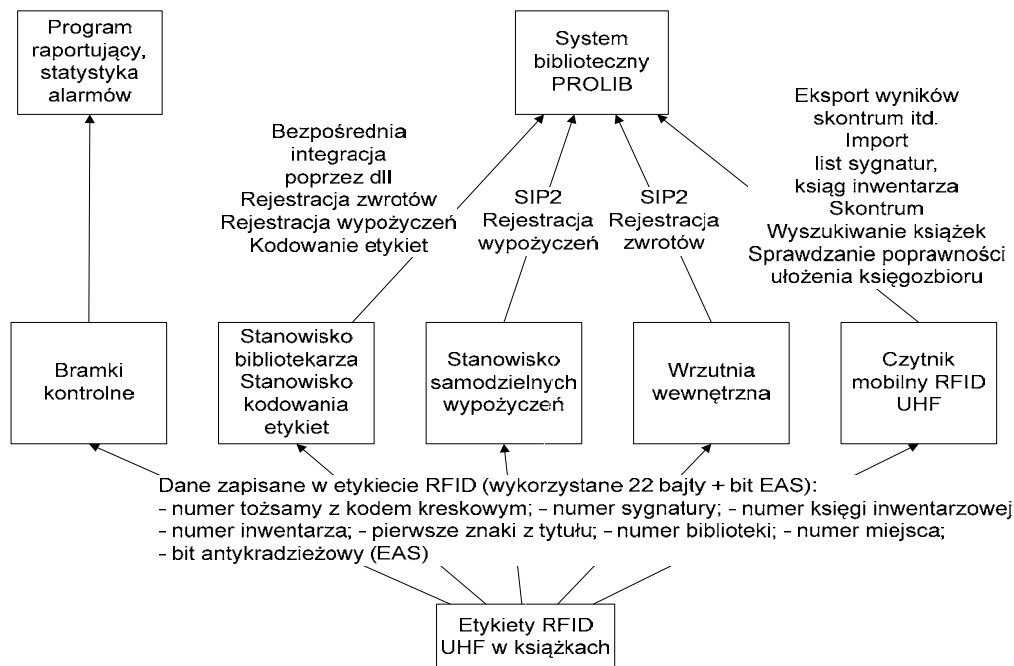 Program
raportujący,
statystyka
alarmów
System
biblioteczny
PROLIB
Bezpośrednia
integracja
poprzez dll
Rejestracja zwrotów
Rejestracja wypożyczeń
Kodowanie etykiet
SIP2
Rejestracja
wypożyczeń
SIP2
Rejestracja
zwrotów
Eksport wyników
skontrum itd.
Import
list sygnatur,
ksiąg inwentarza
Skontrum
Wyszukiwanie książek
Sprawdzanie poprawności
ułożenia księgozbioru
Bramki
kontrolne
Stanowisko
bibliotekarza
Stanowisko
kodowania
etykiet
Stanowisko
samodzielnych
wypożyczeń
Wrzutnia
wewnętrzna
Czytnik
mobilny RFID
UHF
Dane zapisane w etykiecie RFID (wykorzystane 22 bajty + bit EAS):
- numer tożsamy z kodem kreskowym; - numer sygnatury; - numer księgi inwentarzowej
- numer inwentarza; - pierwsze znaki z tytułu; - numer biblioteki; - numer miejsca;
- bit antykradzieżowy (EAS)
Etykiety RFID
UHF w książkach